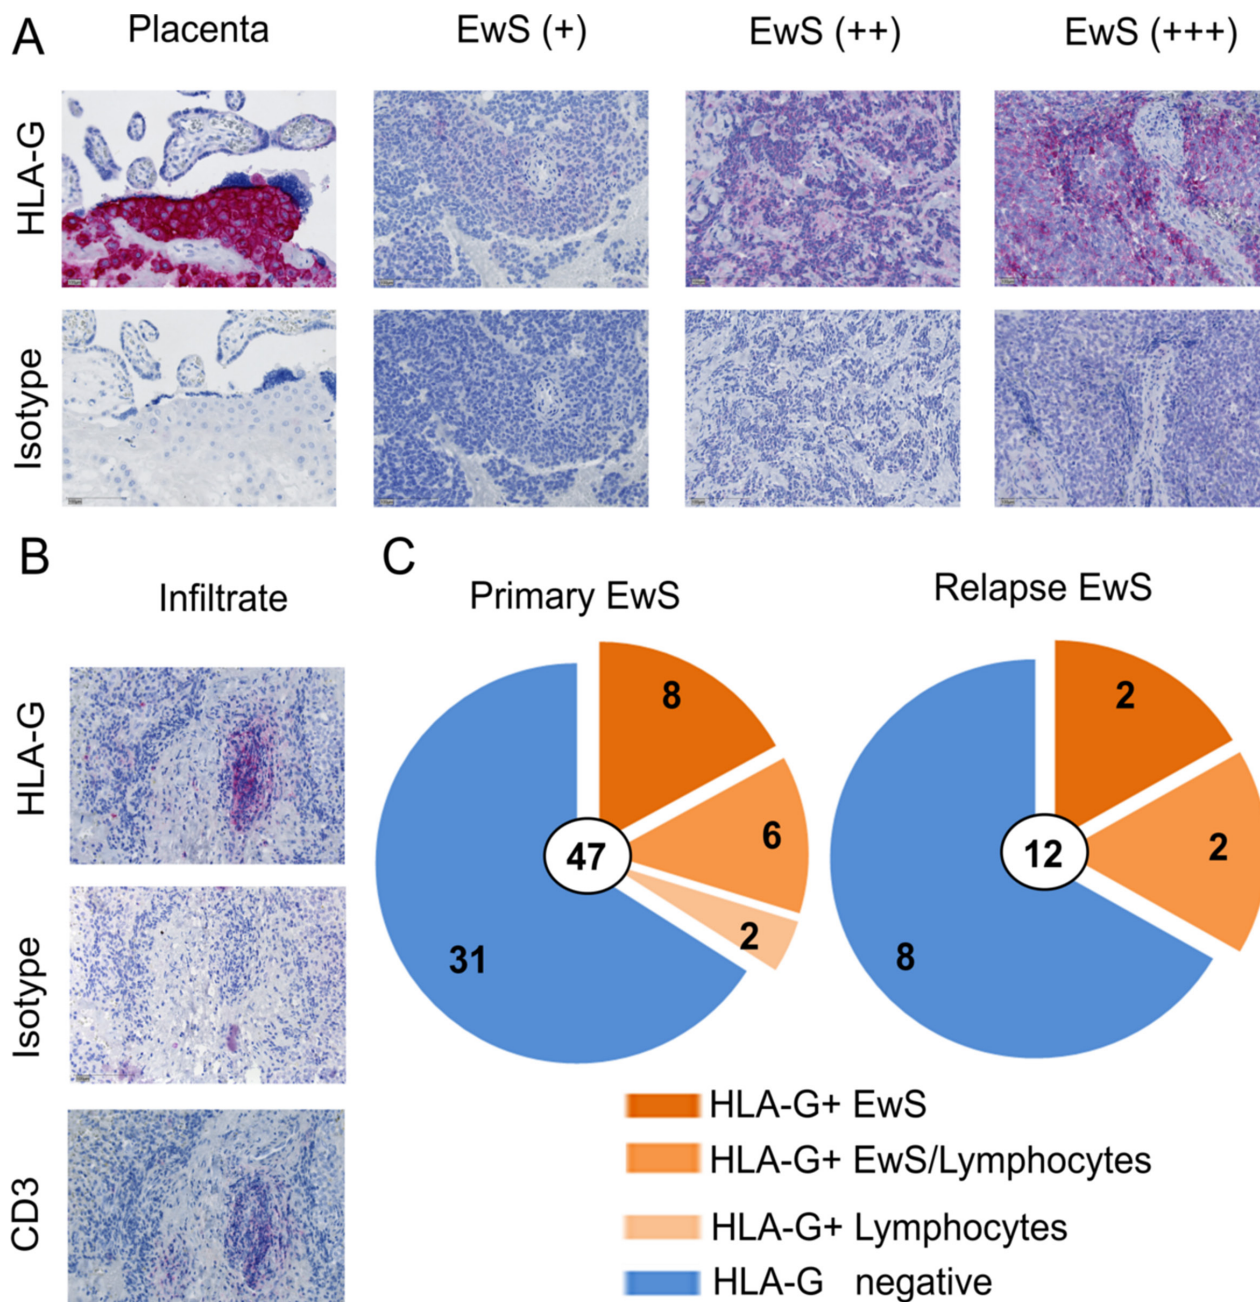 A
Placenta
EwS (+)
EwS (++)
EwS (+++)
HLA-G
Isotype
B
Infiltrate
HLA-G
Isotype
CD3
C
Primary EwS
Relapse EwS
8
6
2
31
47
2
2
8
12
HLA-G+ EwS
HLA-G+ EwS/Lymphocytes
HLA-G+ Lymphocytes
HLA-G negative